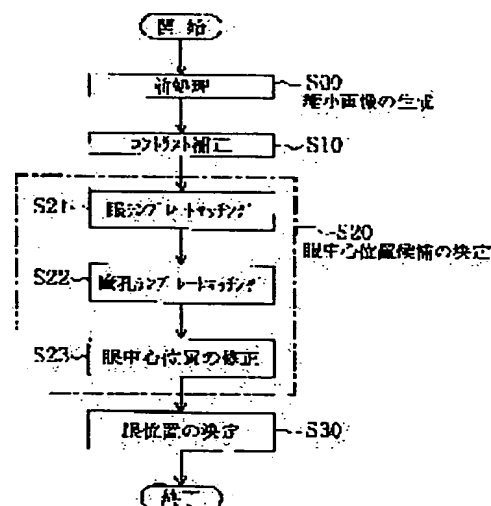 開始
前処理
S00
縮小画像の生成
コントラスト補正
S10
S21
眼テンプレートマッチング
S20
眼中心位置候補の決定
S22
鼻孔テンプレートマッチング
S23
眼中心位置の修正
眼位置の決定
S30
終了